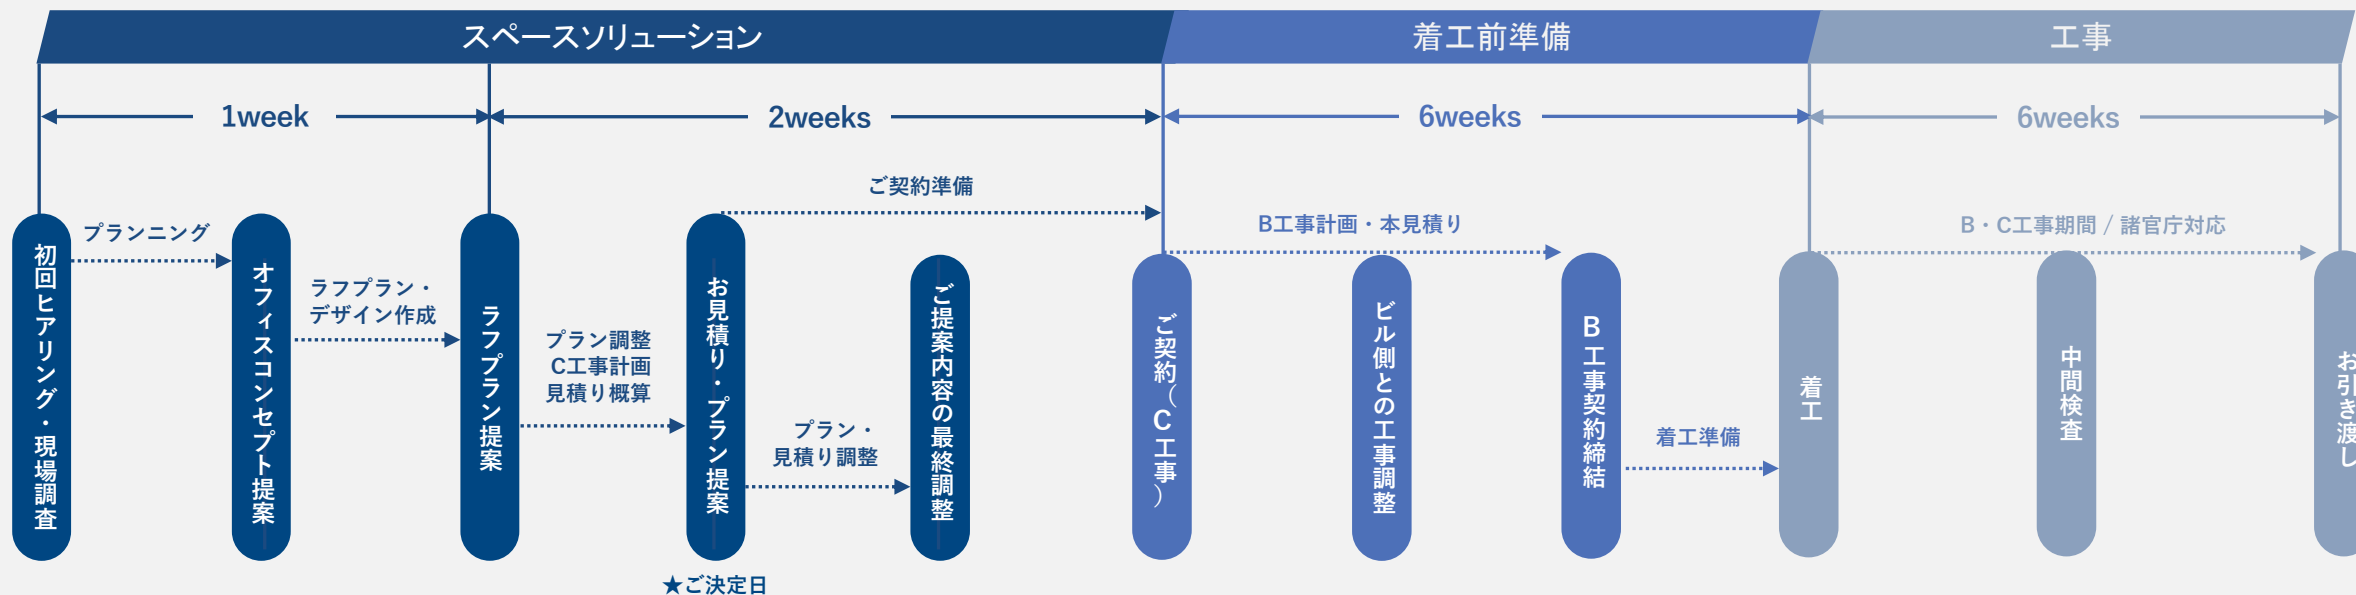 スペースソリューション
着工前準備
工事
1week
2weeks
6weeks
6weeks
ご契約準備
プランニング
B工事計画・本見積り
B・C工事期間 / 諸官庁対応
初回ヒアリング・現場調査
オフィスコンセプト提案
ラフプラン・
デザイン作成
ラフプラン提案
プラン調整
C工事計画
見積り概算
お見積り・プラン提案
プラン・
見積り調整
ご提案内容の最終調整
ご契約(C工事)
ビル側との工事調整
B工事契約締結
着工準備
着工
中間検査
お引き渡し
★ご決定日